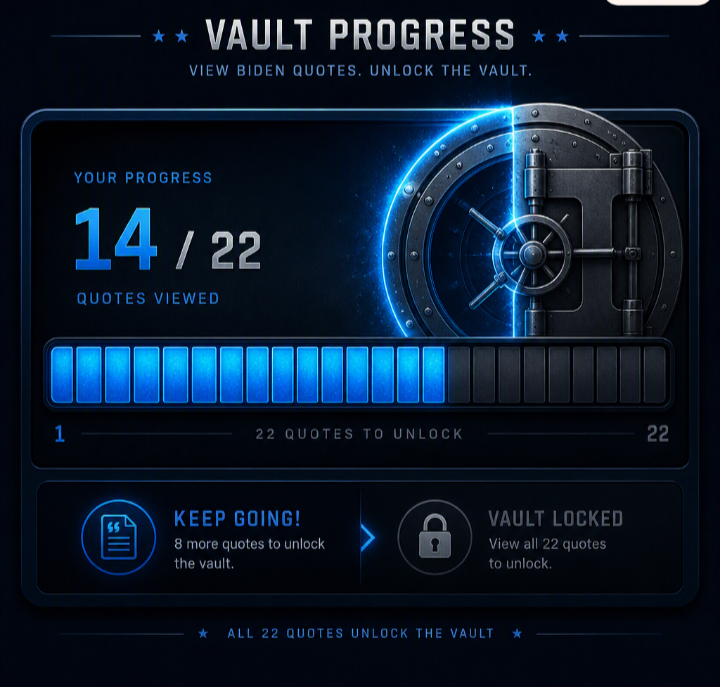 VAULT PROGRESS
VIEW BIDEN QUOTES. UNLOCK THE VAULT.
YOUR PROGRESS
14 / 22
QUOTES VIEWED
1
22 QUOTES TO UNLOCK
22
KEEP GOING!
8 more quotes to unlock
the vault.
VAULT LOCKED
View all 22 quotes
to unlock.
ALL 22 QUOTES UNLOCK THE VAULT